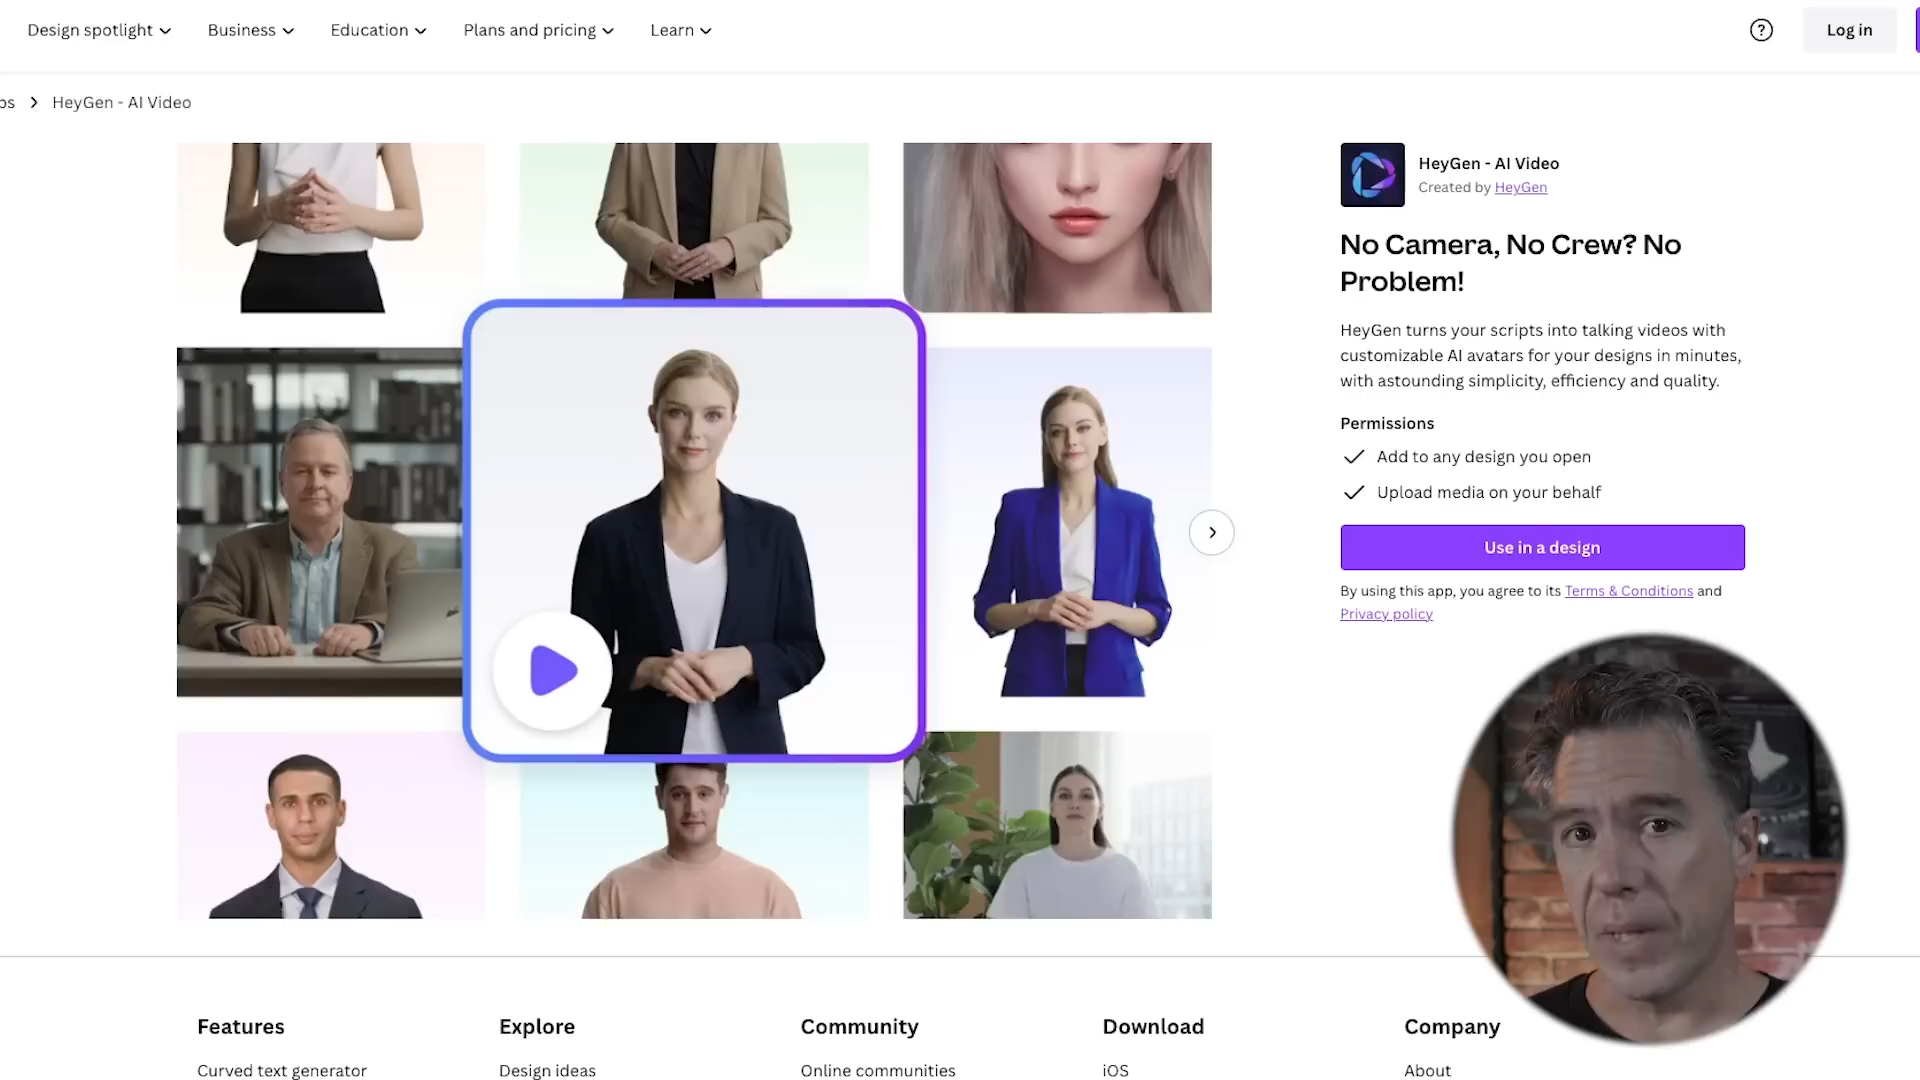 Design spotlight
Business
Education
Plans and pricing
Learn
?
Log in
ps
HeyGen - AI Video
HeyGen - AI Video
Created by HeyGen
No Camera, No Crew? No
Problem!
HeyGen turns your scripts into talking videos with
customizable AI avatars for your designs in minutes,
with astounding simplicity, efficiency and quality.
Permissions
Add to any design you open
Upload media on your behalf
Use in a design
By using this app, you agree to its Terms & Conditions and
Privacy policy
Features
Explore
Community
Download
Company
Curved text generator
Design ideas
Online communities
iOS
About